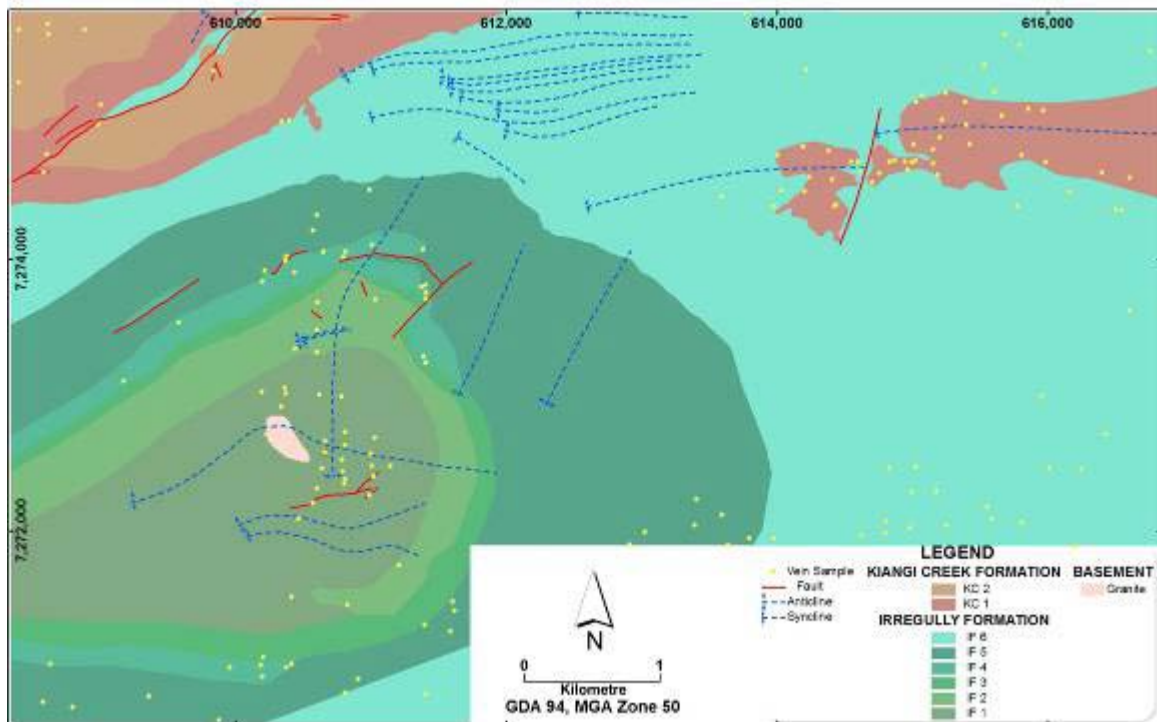 610,000
612,000
614,000
616,000
7,274,000
7,272,000
LEGEND
Vein Sample
Fault
Anticline
Syncline
KIANGI CREEK FORMATION
KC 2
KC 1
BASEMENT
Granite
IRREGULLY FORMATION
IF 6
IF 5
IF 4
IF 3
IF 2
IF 1
N
0
1
Kilometre
GDA 94, MGA Zone 50